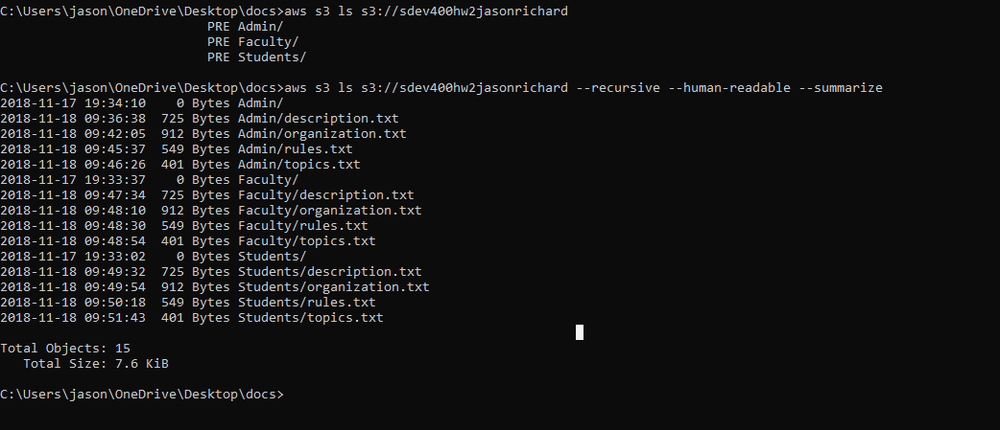 C:\Users\jason\OneDrive\Desktop\docs>aws s3 ls s3://sdev400hw2jasonrichard
                           PRE Admin/
                           PRE Faculty/
                           PRE Students/
C:\Users\jason\OneDrive\Desktop\docs>aws s3 ls s3://sdev400hw2jasonrichard --recursive --human-readable --summarize
2018-11-17 19:34:10    0 Bytes Admin/
2018-11-18 09:36:38  725 Bytes Admin/description.txt
2018-11-18 09:42:05  912 Bytes Admin/organization.txt
2018-11-18 09:45:37  549 Bytes Admin/rules.txt
2018-11-18 09:46:26  401 Bytes Admin/topics.txt
2018-11-17 19:33:37    0 Bytes Faculty/
2018-11-18 09:47:34  725 Bytes Faculty/description.txt
2018-11-18 09:48:10  912 Bytes Faculty/organization.txt
2018-11-18 09:48:30  549 Bytes Faculty/rules.txt
2018-11-18 09:48:54  401 Bytes Faculty/topics.txt
2018-11-17 19:33:02    0 Bytes Students/
2018-11-18 09:49:32  725 Bytes Students/description.txt
2018-11-18 09:49:54  912 Bytes Students/organization.txt
2018-11-18 09:50:18  549 Bytes Students/rules.txt
2018-11-18 09:51:43  401 Bytes Students/topics.txt
Total Objects: 15
   Total Size: 7.6 KiB
C:\Users\jason\OneDrive\Desktop\docs>